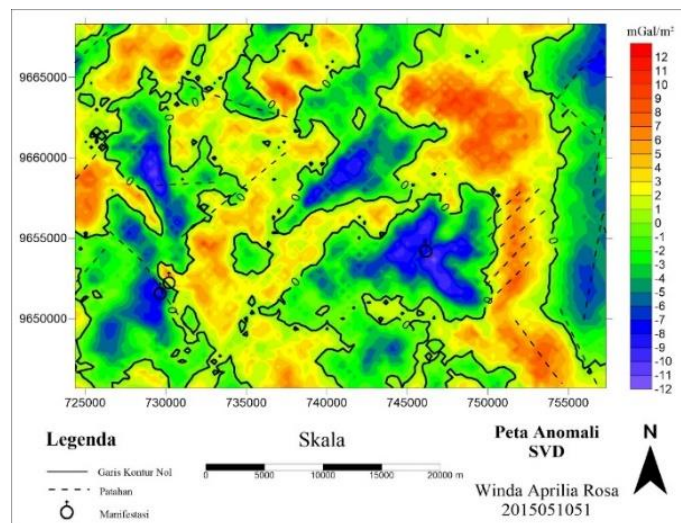 mGal/m²
9665000
9660000
9655000
9650000
12
11
10
9
8
7
6
5
4
3
2
1
0
-1
-2
-3
-4
-5
-6
-7
-8
-9
-10
-11
-12
725000 730000 735000 740000 745000 750000 755000
Legenda
Garis Kontur Nol
Patahan
Manifestasi
Skala
0 5000 10000 15000 20000 m
Peta Anomali
SVD
N
Winda Aprilia Rosa
2015051051